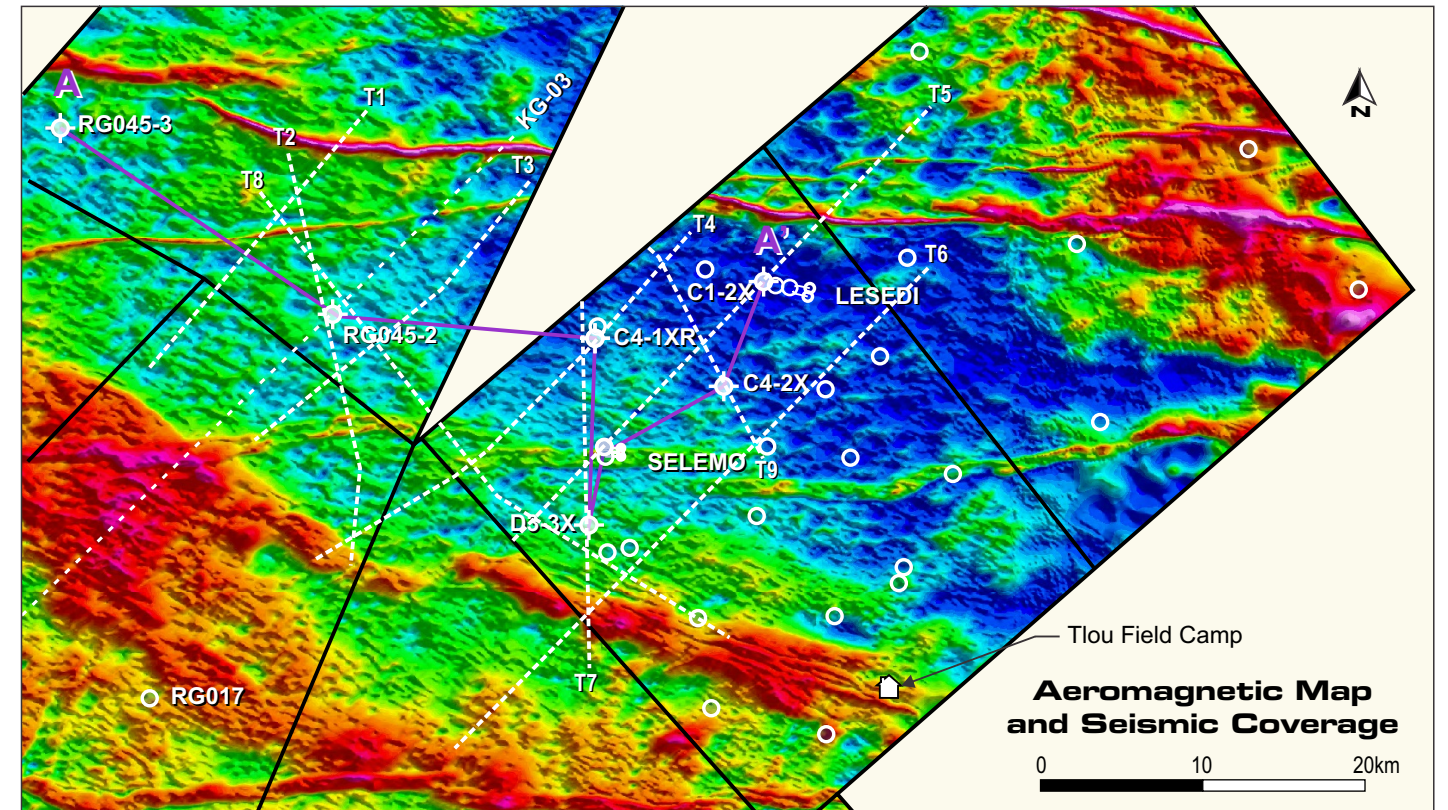 A
RG045-3
T1
T2
T8
KG-03
T3
T5
T4
A'
T6
C1-2X
LESEDI
RG045-2
C4-1XR
C4-2X
SELEMO
T9
D3-3X
T7
RG017
N
Tlou Field Camp
Aeromagnetic Map
and Seismic Coverage
0 10 20km